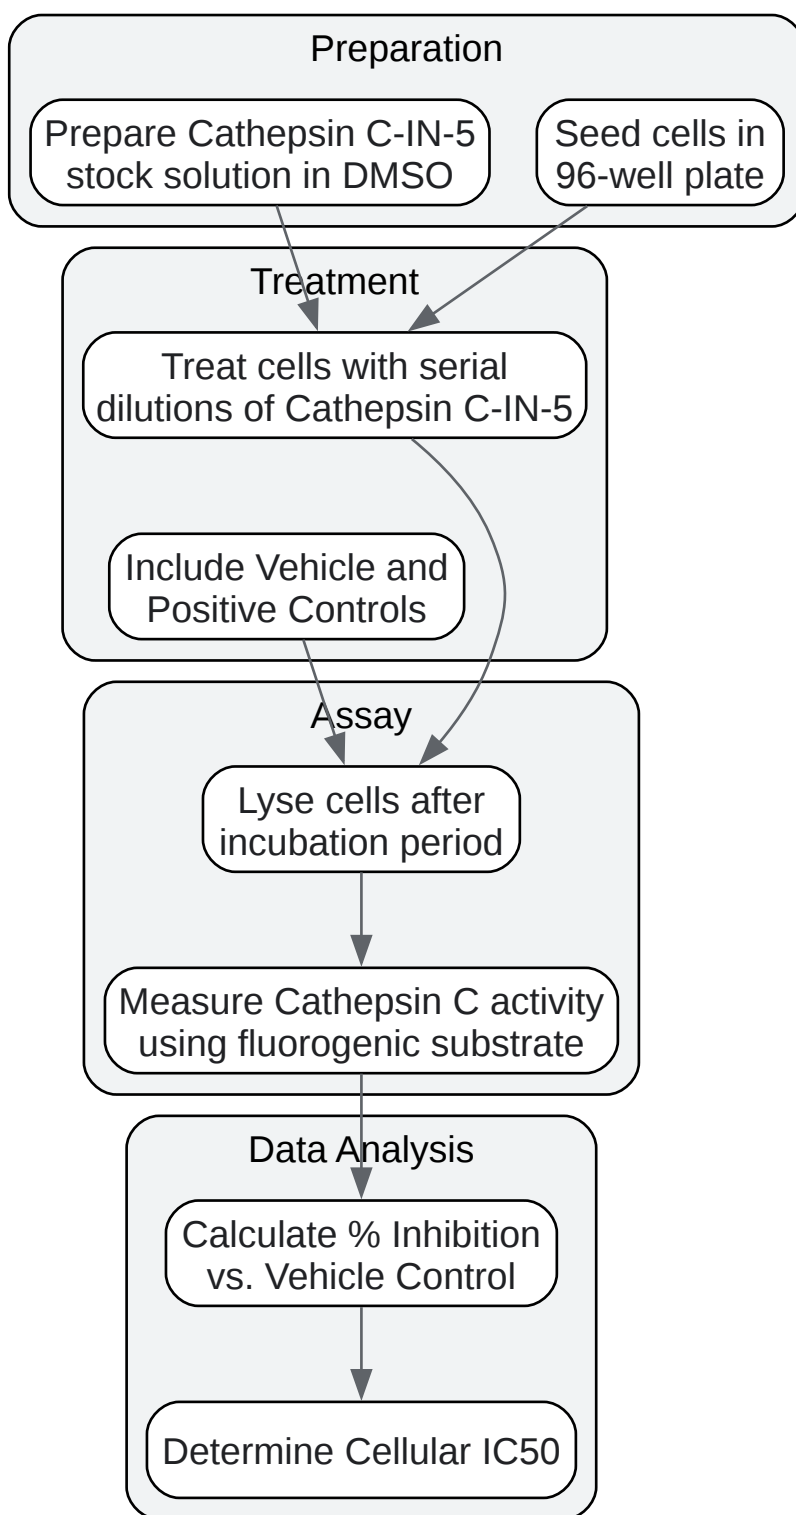 Preparation
Prepare Cathepsin C-IN-5
stock solution in DMSO
Seed cells in
96-well plate
Treatment
Treat cells with serial
dilutions of Cathepsin C-IN-5
Include Vehicle and
Positive Controls
Assay
Lyse cells after
incubation period
Measure Cathepsin C activity
using fluorogenic substrate
Data Analysis
Calculate % Inhibition
vs. Vehicle Control
Determine Cellular IC50